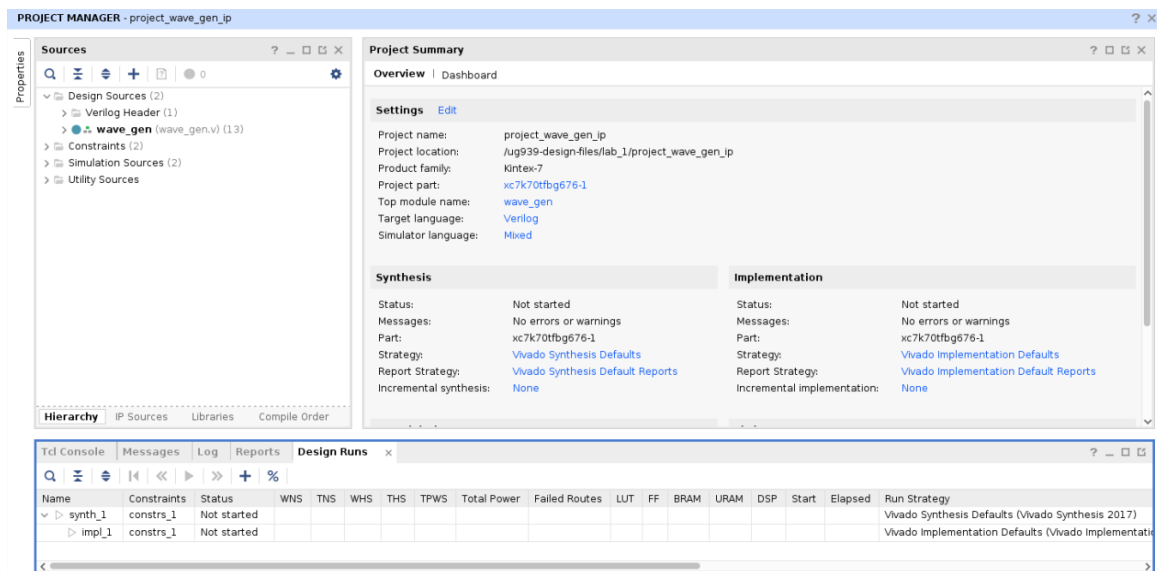 PROJECT MANAGER - project_wave_gen_ip
Properties
Sources
0
Design Sources (2)
Verilog Header (1)
wave_gen (wave_gen.v) (13)
Constraints (2)
Simulation Sources (2)
Utility Sources
Hierarchy IP Sources Libraries Compile Order
Project Summary
Overview | Dashboard
Settings Edit
Project name: project_wave_gen_ip
Project location: /ug939-design-files/lab_1/project_wave_gen_ip
Product family: Kintex-7
Project part: xc7k70tfbg676-1
Top module name: wave_gen
Target language: Verilog
Simulator language: Mixed
Synthesis
Status: Not started
Messages: No errors or warnings
Part: xc7k70tfbg676-1
Strategy: Vivado Synthesis Defaults
Report Strategy: Vivado Synthesis Default Reports
Incremental synthesis: None
Implementation
Status: Not started
Messages: No errors or warnings
Part: xc7k70tfbg676-1
Strategy: Vivado Implementation Defaults
Report Strategy: Vivado Implementation Default Reports
Incremental implementation: None
Tcl Console Messages Log Reports Design Runs
Name Constraints Status WNS TNS WHS THS TPWS Total Power Failed Routes LUT FF BRAM URAM DSP Start Elapsed Run Strategy
synth_1 constrs_1 Not started Vivado Synthesis Defaults (Vivado Synthesis 2017)
impl_1 constrs_1 Not started Vivado Implementation Defaults (Vivado Implementatio